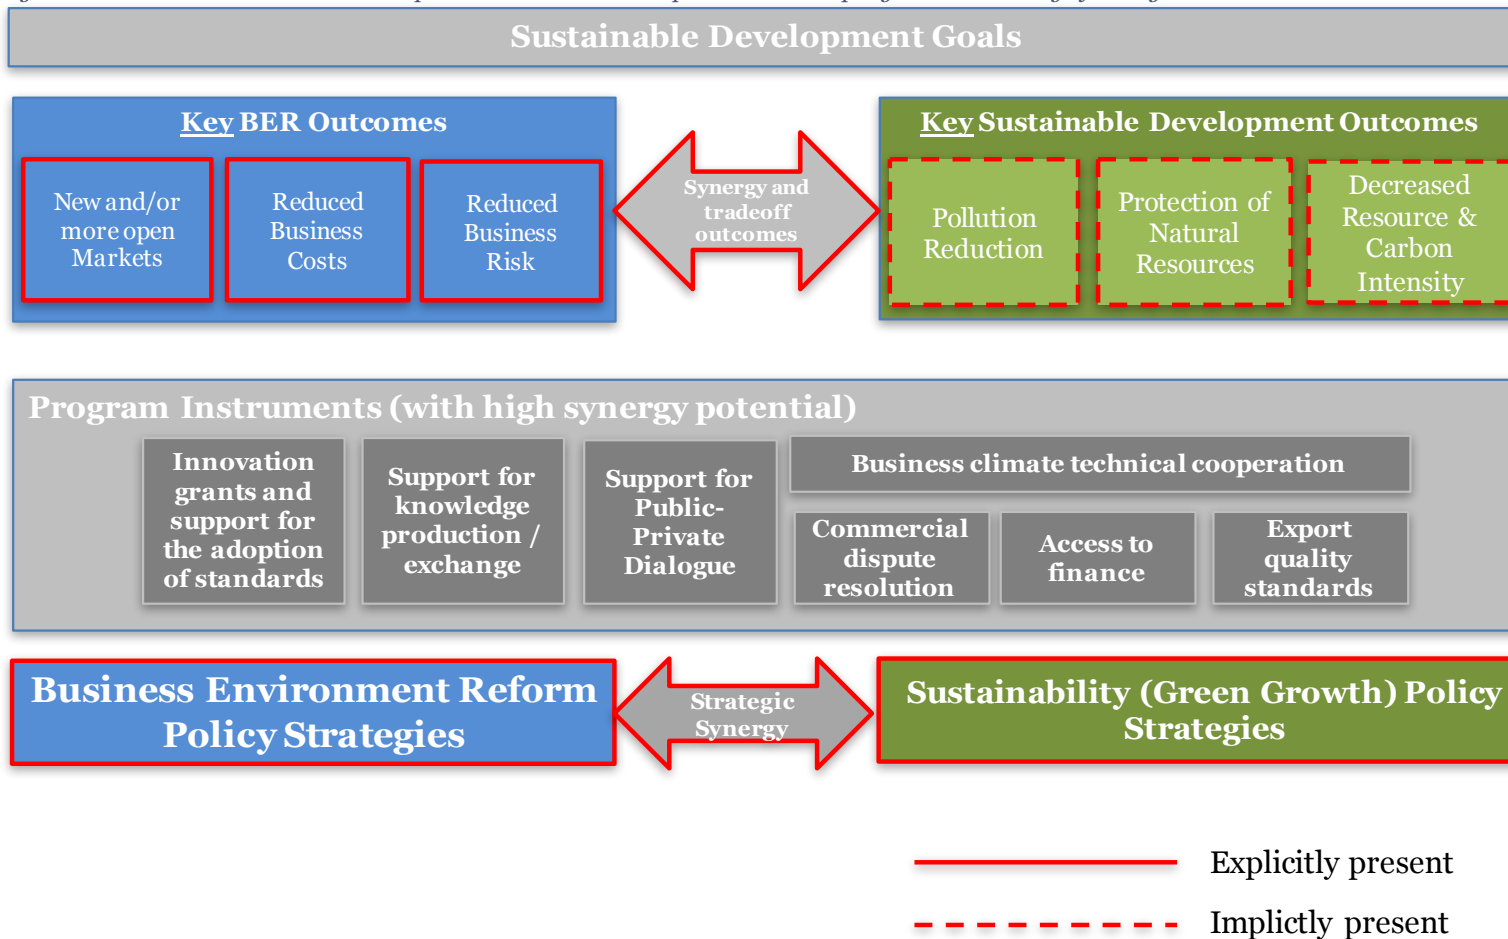 Sustainable Development Goals
Key BER Outcomes
New and/or
more open
Markets
Reduced
Business
Costs
Reduced
Business
Risk
Synergy and
tradeoff
outcomes
Key Sustainable Development Outcomes
Pollution
Reduction
Protection of
Natural
Resources
Decreased
Resource &
Carbon
Intensity
Program Instruments (with high synergy potential)
Innovation
grants and
support for
the adoption
of standards
Support for
knowledge
production /
exchange
Support for
Public-
Private
Dialogue
Business climate technical cooperation
Commercial
dispute
resolution
Access to
finance
Export
quality
standards
Business Environment Reform
Policy Strategies
Strategic
Synergy
Sustainability (Green Growth) Policy
Strategies
Explicitly present
Implictly present